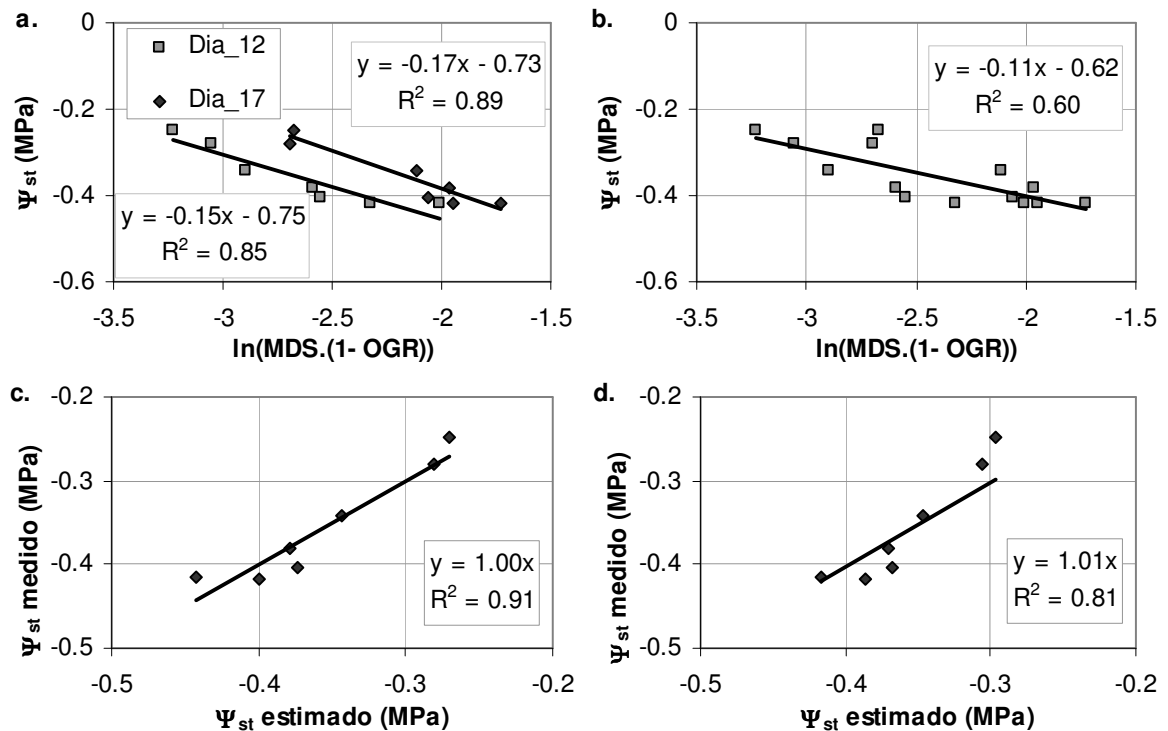 a.
0
-0.2
-0.4
-0.6
Ψst (MPa)
Dia_12
Dia_17
y = -0.17x - 0.73
R² = 0.89
y = -0.15x - 0.75
R² = 0.85
-3.5 -3 -2.5 -2 -1.5
ln(MDS.(1- OGR))
b.
0
-0.2
-0.4
-0.6
Ψst (MPa)
y = -0.11x - 0.62
R² = 0.60
-3.5 -3 -2.5 -2 -1.5
ln(MDS.(1- OGR))
c.
-0.2
-0.3
-0.4
-0.5
Ψst medido (MPa)
y = 1.00x
R² = 0.91
-0.5 -0.4 -0.3 -0.2
Ψst estimado (MPa)
d.
-0.2
-0.3
-0.4
-0.5
Ψst medido (MPa)
y = 1.01x
R² = 0.81
-0.5 -0.4 -0.3 -0.2
Ψst estimado (MPa)